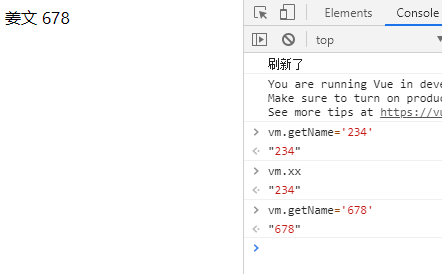 姜文 678
Elements Console
top
刷新了
You are running Vue in deve
Make sure to turn on produc
See more tips at https://vu
> vm.getName='234'
< "234"
> vm.xx
< "234"
> vm.getName='678'
< "678"
>